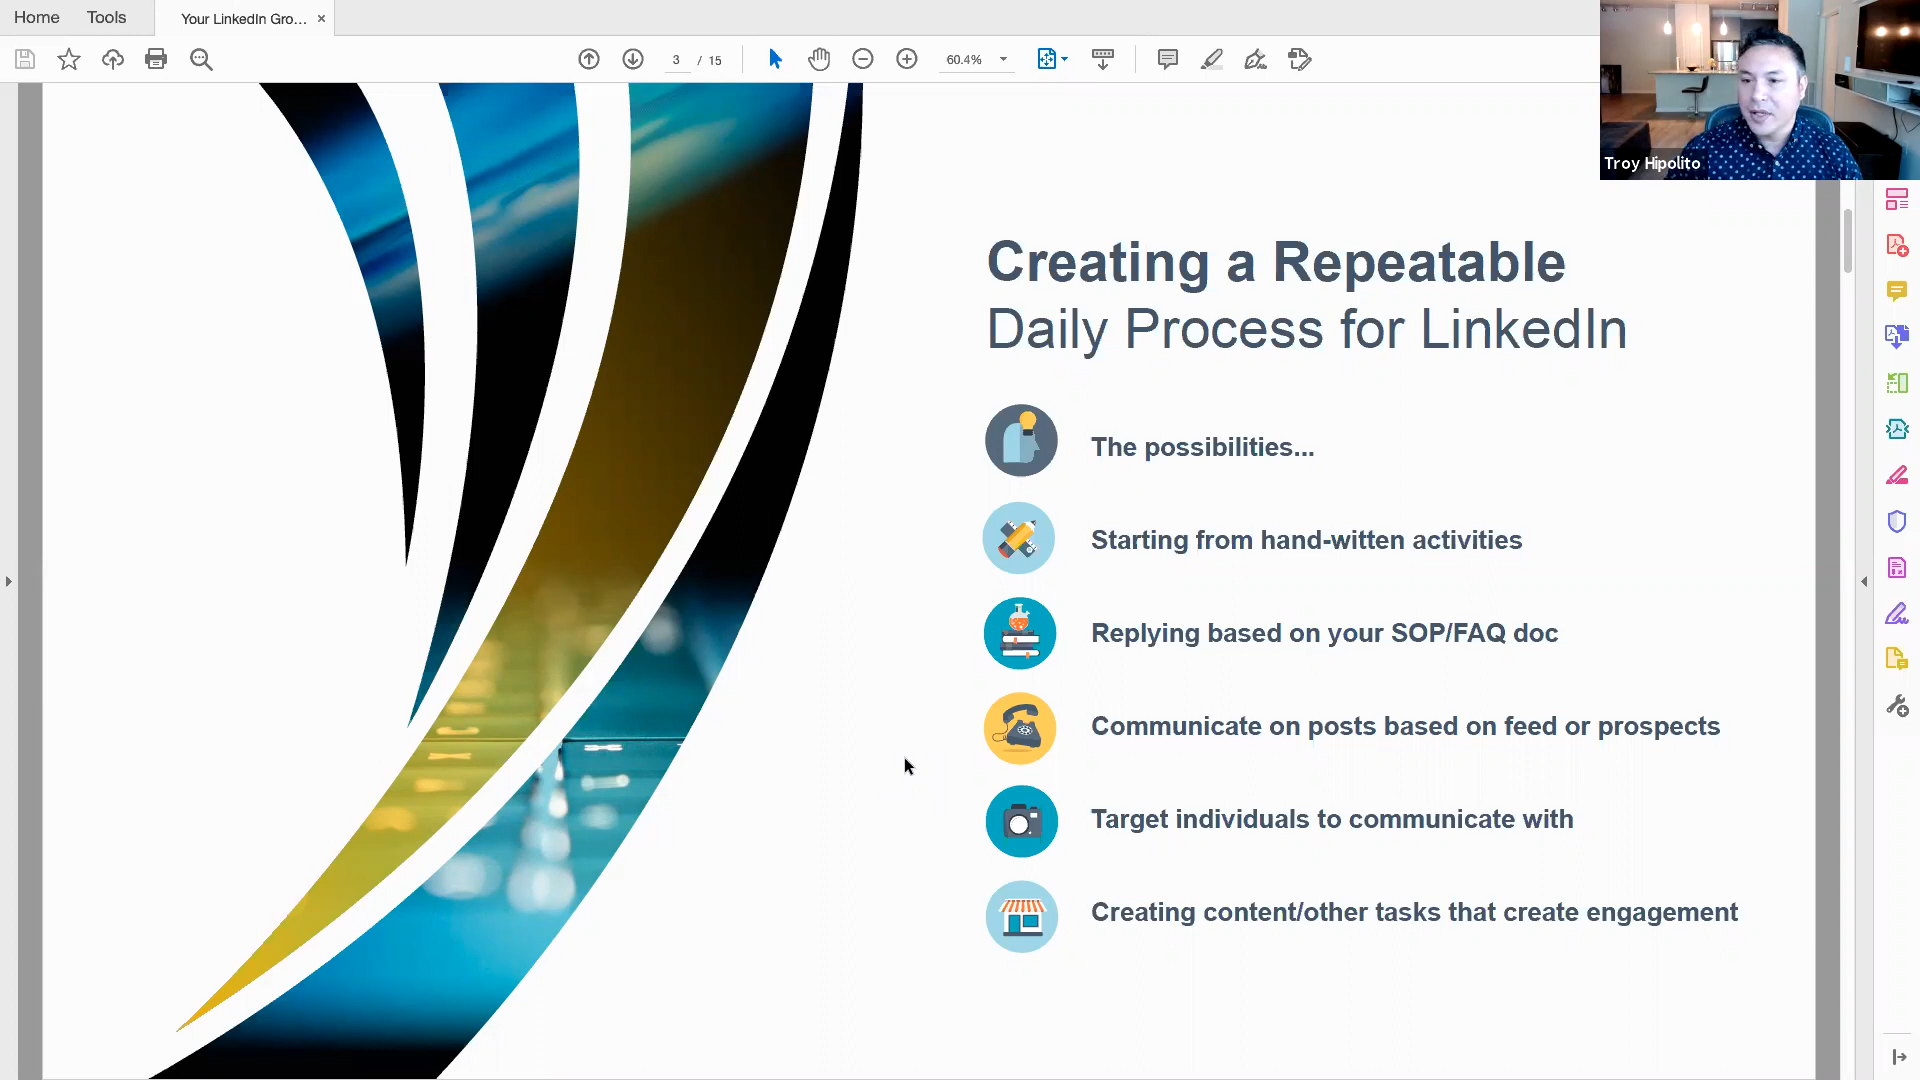 Home Tools Your LinkedIn Gro... ×
3 / 15 60.4%
Troy Hipolito
Creating a Repeatable
Daily Process for LinkedIn
The possibilities...
Starting from hand-witten activities
Replying based on your SOP/FAQ doc
Communicate on posts based on feed or prospects
Target individuals to communicate with
Creating content/other tasks that create engagement